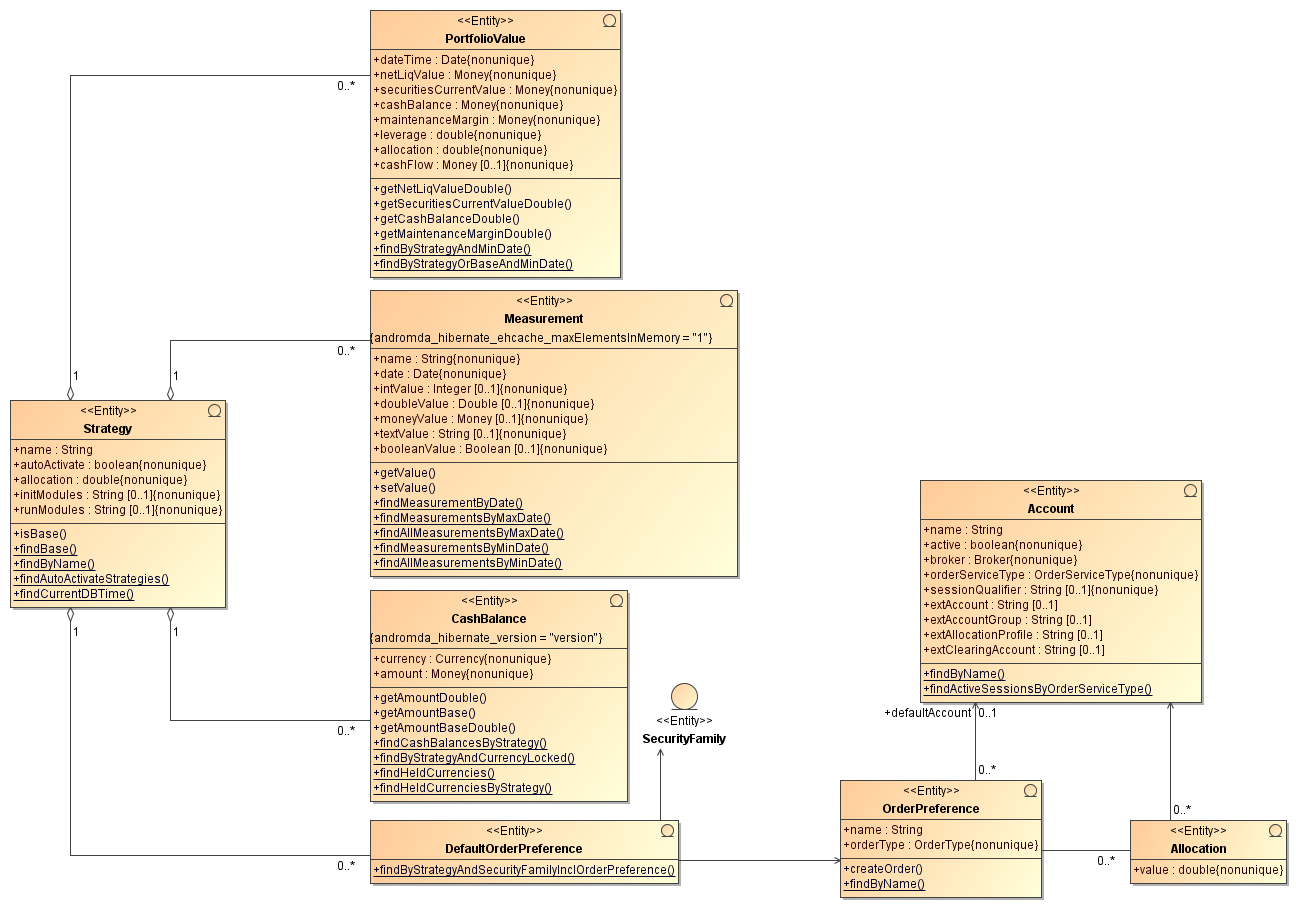 <<Entity>>
PortfolioValue
+dateTime : Date{nonunique}
+netLiqValue : Money{nonunique}
+securitiesCurrentValue : Money{nonunique}
+cashBalance : Money{nonunique}
+maintenanceMargin : Money{nonunique}
+leverage : double{nonunique}
+allocation : double{nonunique}
+cashFlow : Money [0..1]{nonunique}
+getNetLiqValueDouble()
+getSecuritiesCurrentValueDouble()
+getCashBalanceDouble()
+getMaintenanceMarginDouble()
+findByStrategyAndMinDate()
+findByStrategyOrBaseAndMinDate()
0..*
<<Entity>>
Measurement
{andromda_hibernate_ehcache_maxElementsInMemory = "1"}
+name : String{nonunique}
+date : Date{nonunique}
+intValue : Integer [0..1]{nonunique}
+doubleValue : Double [0..1]{nonunique}
+moneyValue : Money [0..1]{nonunique}
+textValue : String [0..1]{nonunique}
+booleanValue : Boolean [0..1]{nonunique}
+getValue()
+setValue()
+findMeasurementByDate()
+findMeasurementsByMaxDate()
+findAllMeasurementsByMaxDate()
+findMeasurementsByMinDate()
+findAllMeasurementsByMinDate()
0..*
1
1
<<Entity>>
Strategy
+name : String
+autoActivate : boolean{nonunique}
+allocation : double{nonunique}
+initModules : String [0..1]{nonunique}
+runModules : String [0..1]{nonunique}
+isBase()
+findBase()
+findByName()
+findAutoActivateStrategies()
+findCurrentDBTime()
1
1
<<Entity>>
CashBalance
{andromda_hibernate_version = "version"}
+currency : Currency{nonunique}
+amount : Money{nonunique}
+getAmountDouble()
+getAmountBase()
+getAmountBaseDouble()
+findCashBalancesByStrategy()
+findByStrategyAndCurrencyLocked()
+findHeldCurrencies()
+findHeldCurrenciesByStrategy()
0..*
<<Entity>>
SecurityFamily
<<Entity>>
DefaultOrderPreference
+findByStrategyAndSecurityFamilyInclOrderPreference()
0..*
<<Entity>>
Account
+name : String
+active : boolean{nonunique}
+broker : Broker{nonunique}
+orderServiceType : OrderServiceType{nonunique}
+sessionQualifier : String [0..1]{nonunique}
+extAccount : String [0..1]
+extAccountGroup : String [0..1]
+extAllocationProfile : String [0..1]
+extClearingAccount : String [0..1]
+findByName()
+findActiveSessionsByOrderServiceType()
+defaultAccount 0..1
0..*
<<Entity>>
OrderPreference
+name : String
+orderType : OrderType{nonunique}
+createOrder()
+findByName()
0..*
0..*
<<Entity>>
Allocation
+value : double{nonunique}